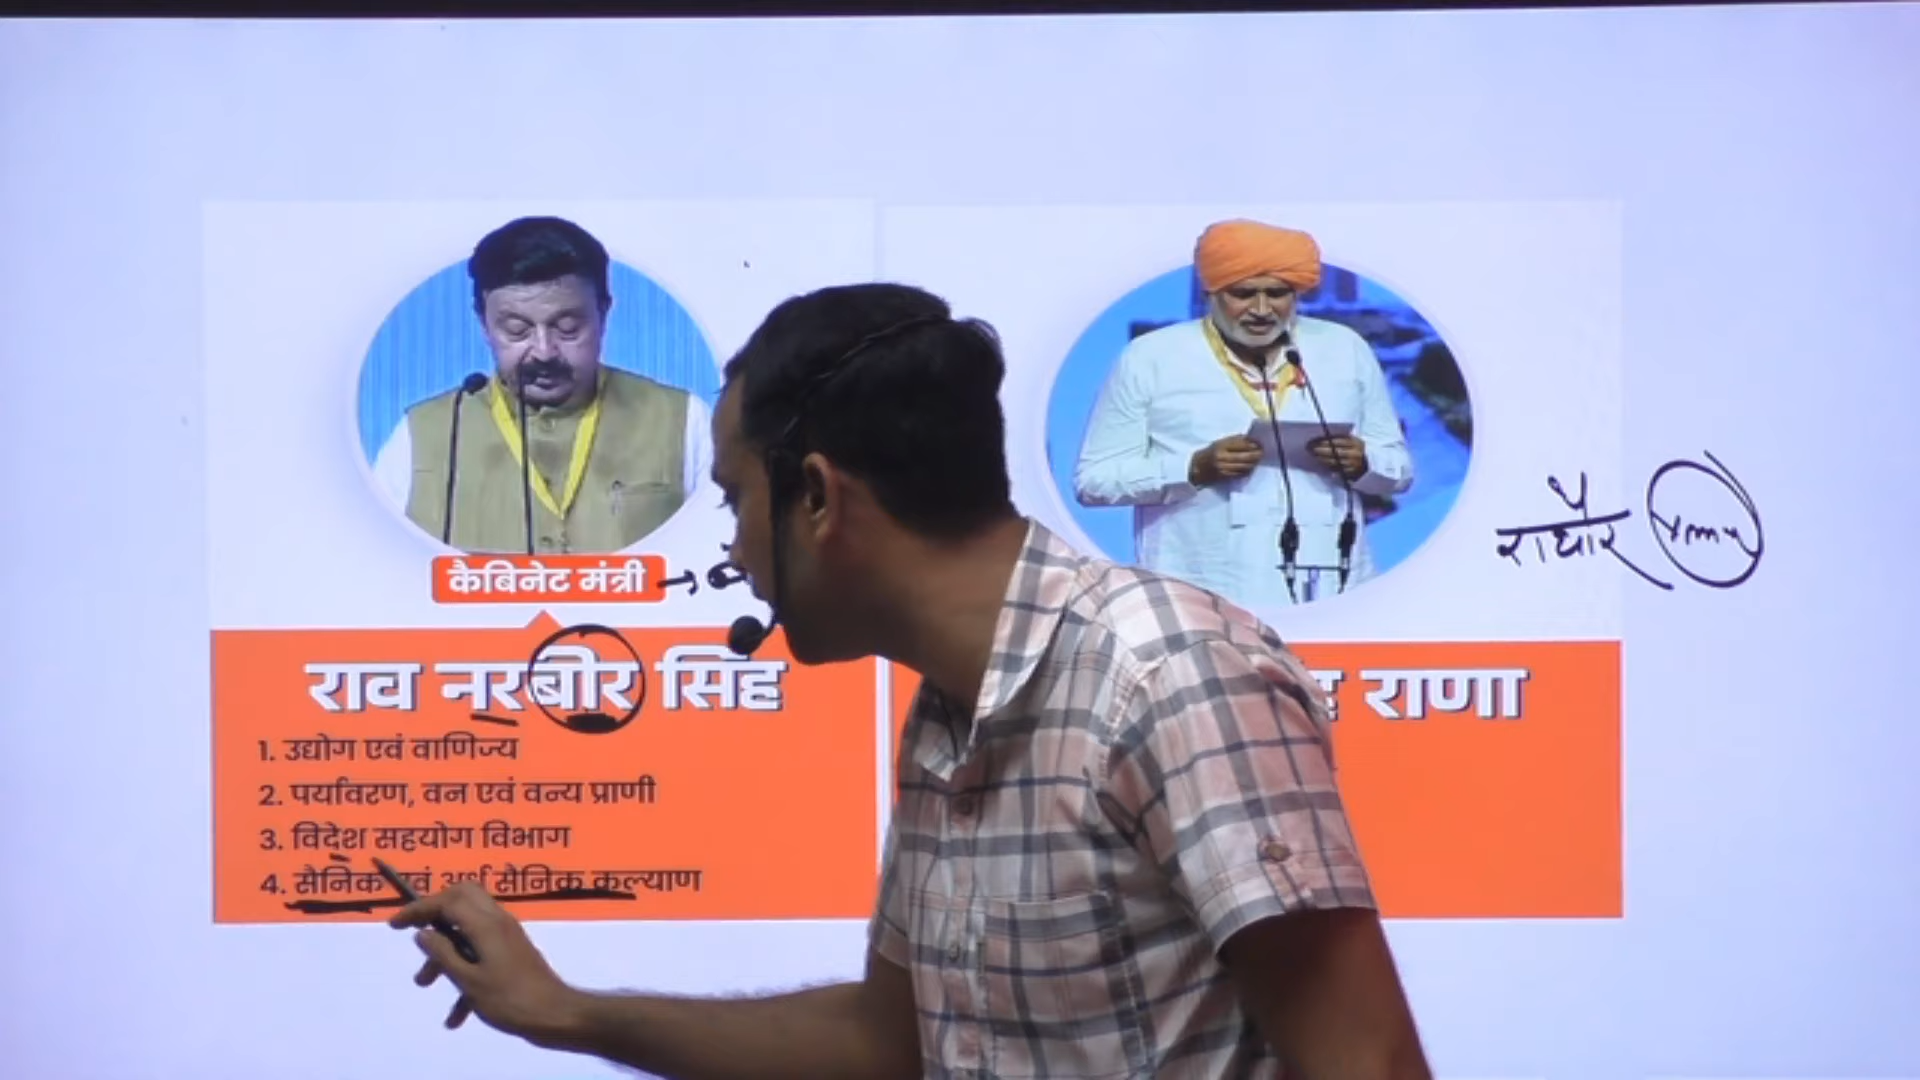 कैबिनेट मंत्री
राव नरबीर सिंह
1. उद्योग एवं वाणिज्य
2. पर्यावरण, वन एवं वन्य प्राणी
3. विदेश सहयोग विभाग
4. सैनिक एवं अर्ध सैनिक कल्याण
राणा